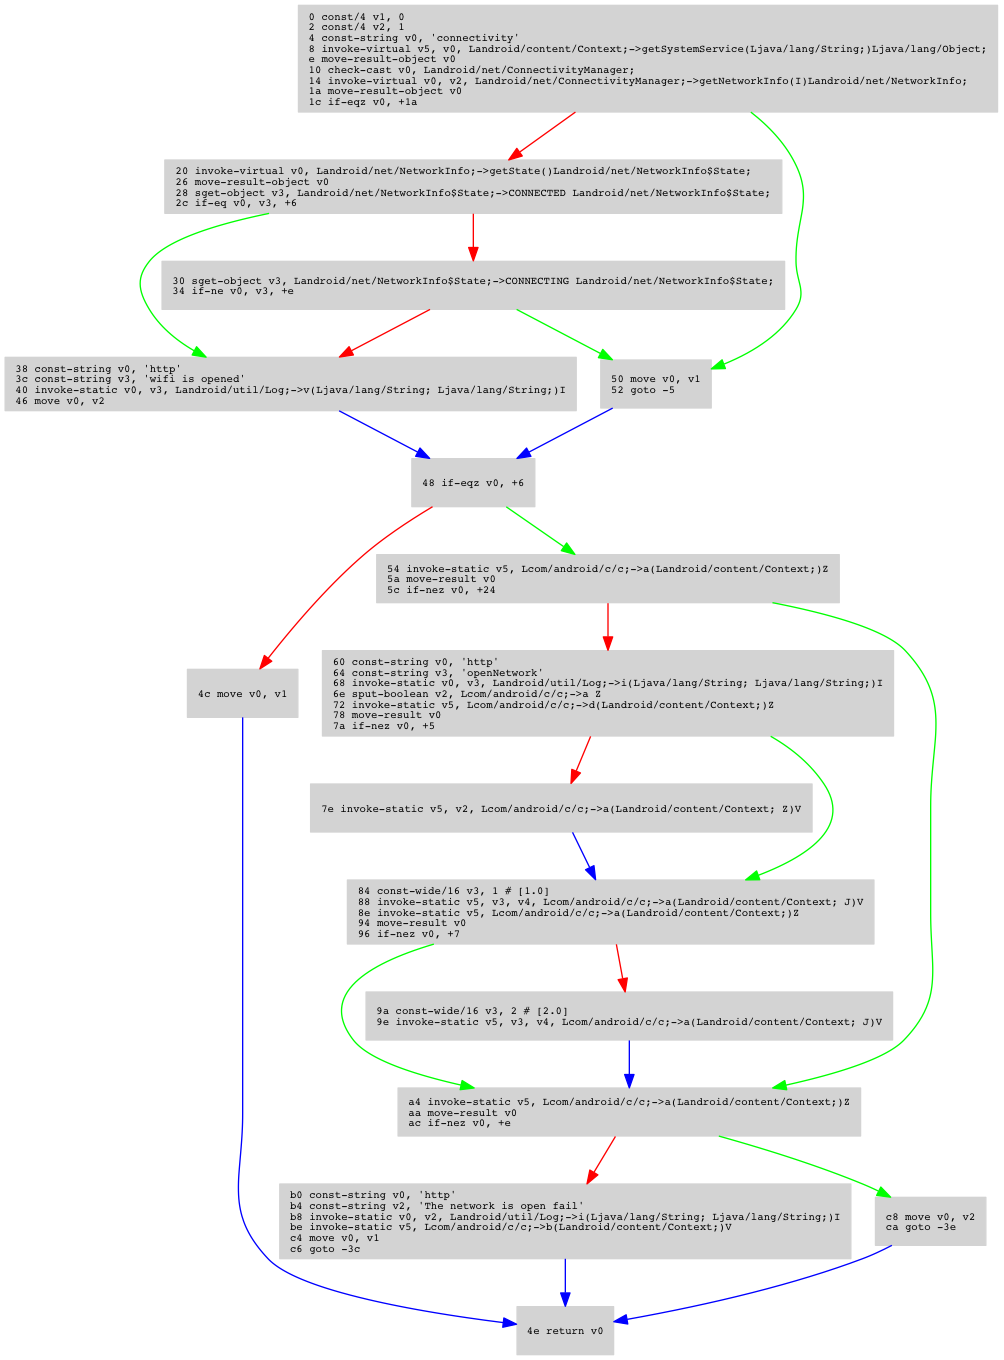 0 const/4 v1, 0
2 const/4 v2, 1
4 const-string v0, 'connectivity'
8 invoke-virtual v5, v0, Landroid/content/Context;->getSystemService(Ljava/lang/String;)Ljava/lang/Object;
e move-result-object v0
10 check-cast v0, Landroid/net/ConnectivityManager;
14 invoke-virtual v0, v2, Landroid/net/ConnectivityManager;->getNetworkInfo(I)Landroid/net/NetworkInfo;
1a move-result-object v0
1c if-eqz v0, +1a
20 invoke-virtual v0, Landroid/net/NetworkInfo;->getState()Landroid/net/NetworkInfo$State;
26 move-result-object v0
28 sget-object v3, Landroid/net/NetworkInfo$State;->CONNECTED Landroid/net/NetworkInfo$State;
2c if-eq v0, v3, +6
30 sget-object v3, Landroid/net/NetworkInfo$State;->CONNECTING Landroid/net/NetworkInfo$State;
34 if-ne v0, v3, +e
38 const-string v0, 'http'
3c const-string v3, 'wifi is opened'
40 invoke-static v0, v3, Landroid/util/Log;->v(Ljava/lang/String; Ljava/lang/String;)I
46 move v0, v2
50 move v0, v1
52 goto -5
48 if-eqz v0, +6
54 invoke-static v5, Lcom/android/c/c;->a(Landroid/content/Context;)Z
5a move-result v0
5c if-nez v0, +24
60 const-string v0, 'http'
64 const-string v3, 'openNetwork'
68 invoke-static v0, v3, Landroid/util/Log;->i(Ljava/lang/String; Ljava/lang/String;)I
6e sput-boolean v2, Lcom/android/c/c;->a Z
72 invoke-static v5, Lcom/android/c/c;->d(Landroid/content/Context;)Z
78 move-result v0
7a if-nez v0, +5
4c move v0, v1
7e invoke-static v5, v2, Lcom/android/c/c;->a(Landroid/content/Context; Z)V
84 const-wide/16 v3, 1 # [1.0]
88 invoke-static v5, v3, v4, Lcom/android/c/c;->a(Landroid/content/Context; J)V
8e invoke-static v5, Lcom/android/c/c;->a(Landroid/content/Context;)Z
94 move-result v0
96 if-nez v0, +7
9a const-wide/16 v3, 2 # [2.0]
9e invoke-static v5, v3, v4, Lcom/android/c/c;->a(Landroid/content/Context; J)V
a4 invoke-static v5, Lcom/android/c/c;->a(Landroid/content/Context;)Z
aa move-result v0
ac if-nez v0, +e
b0 const-string v0, 'http'
b4 const-string v2, 'The network is open fail'
b8 invoke-static v0, v2, Landroid/util/Log;->i(Ljava/lang/String; Ljava/lang/String;)I
be invoke-static v5, Lcom/android/c/c;->b(Landroid/content/Context;)V
c4 move v0, v1
c6 goto -3c
c8 move v0, v2
ca goto -3e
4e return v0